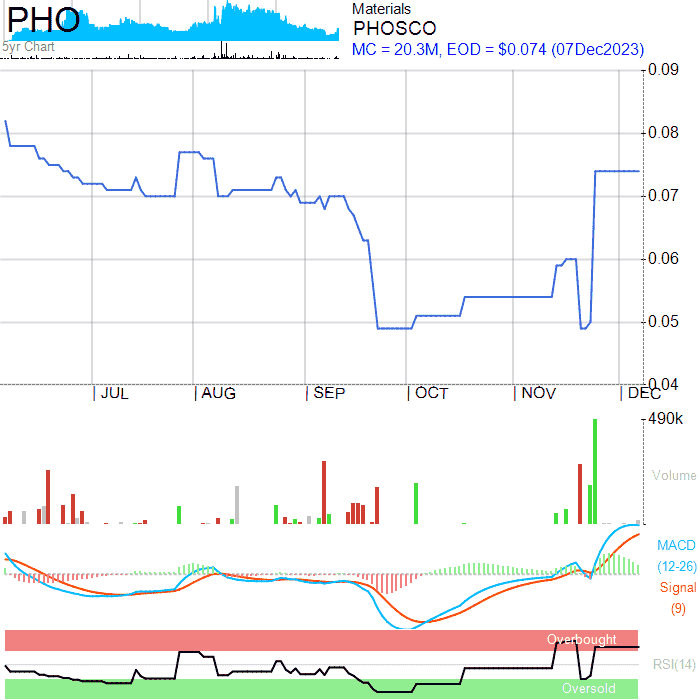 PHO
5yr Chart
Materials
PHOSCO
MC = 20.3M, EOD = $0.074 (07Dec2023)
0.09
0.08
0.07
0.06
0.05
0.04
JUL AUG SEP OCT NOV DEC
490k
Volume
MACD
(12-26)
Signal
(9)
Overbought
RSI(14)
Oversold